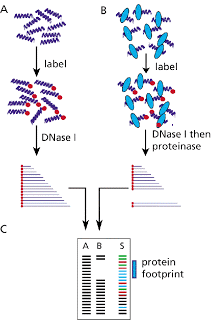 A
B
label
label
DNase I
DNase I then
proteinase
C
A B S
protein
footprint